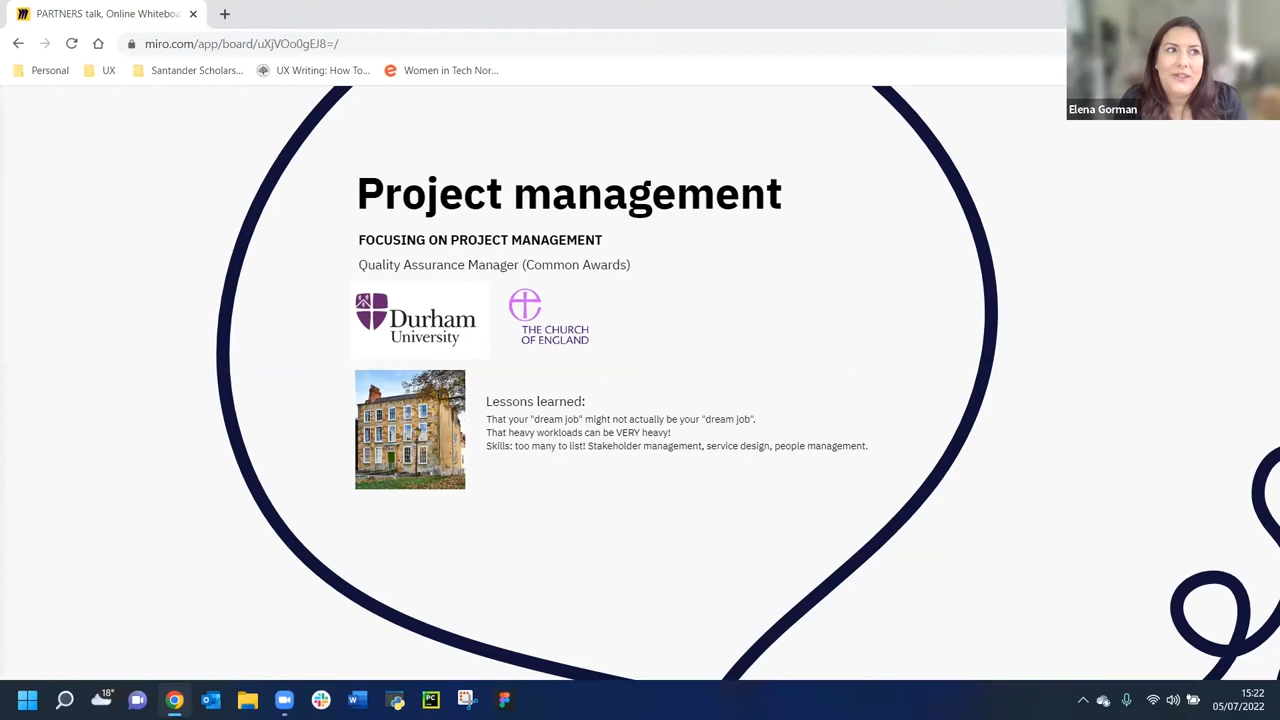 PARTNERS talk, Online Whiteboa
miro.com/app/board/uXjVOo0gEJ8=/
Personal
UX
Santander Scholars...
UX Writing: How To...
Women in Tech Nor...
Elena Gorman
Project management
FOCUSING ON PROJECT MANAGEMENT
Quality Assurance Manager (Common Awards)
Durham
University
THE CHURCH
OF ENGLAND
Lessons learned:
That your "dream job" might not actually be your "dream job".
That heavy workloads can be VERY heavy!
Skills: too many to list! Stakeholder management, service design, people management.
18°
15:22
05/07/2022